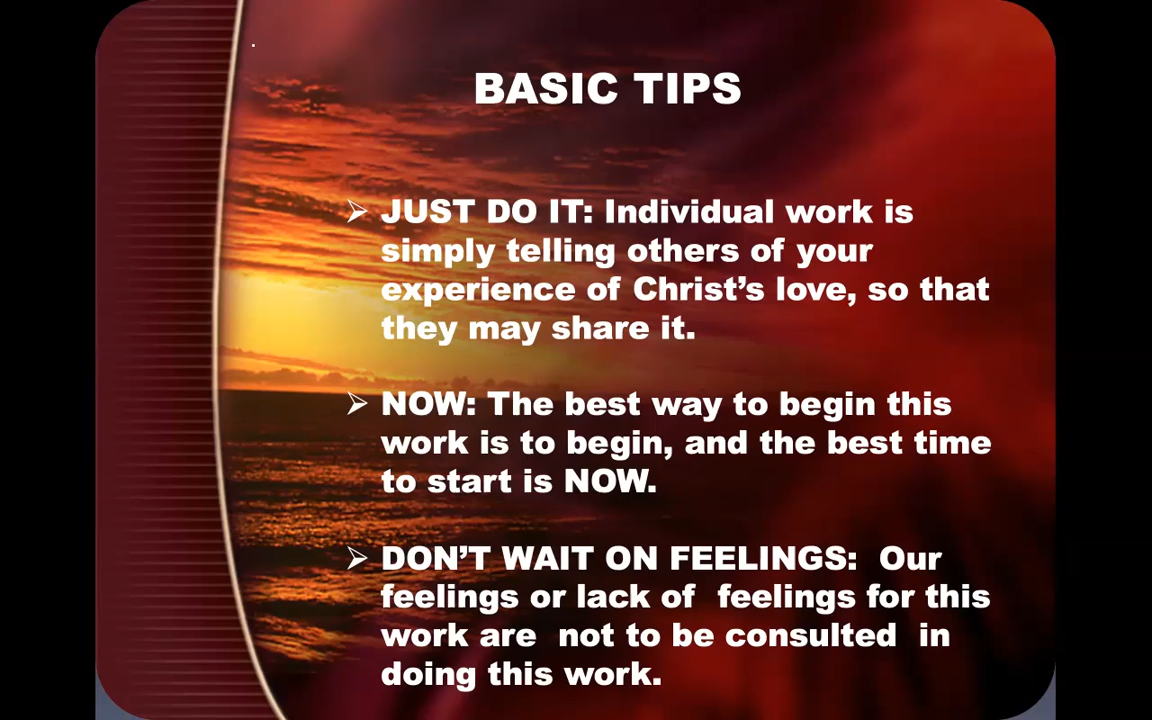 BASIC TIPS
➢ JUST DO IT: Individual work is
simply telling others of your
experience of Christ’s love, so that
they may share it.
➢ NOW: The best way to begin this
work is to begin, and the best time
to start is NOW.
➢ DON’T WAIT ON FEELINGS:  Our
feelings or lack of  feelings for this
work are  not to be consulted  in
doing this work.